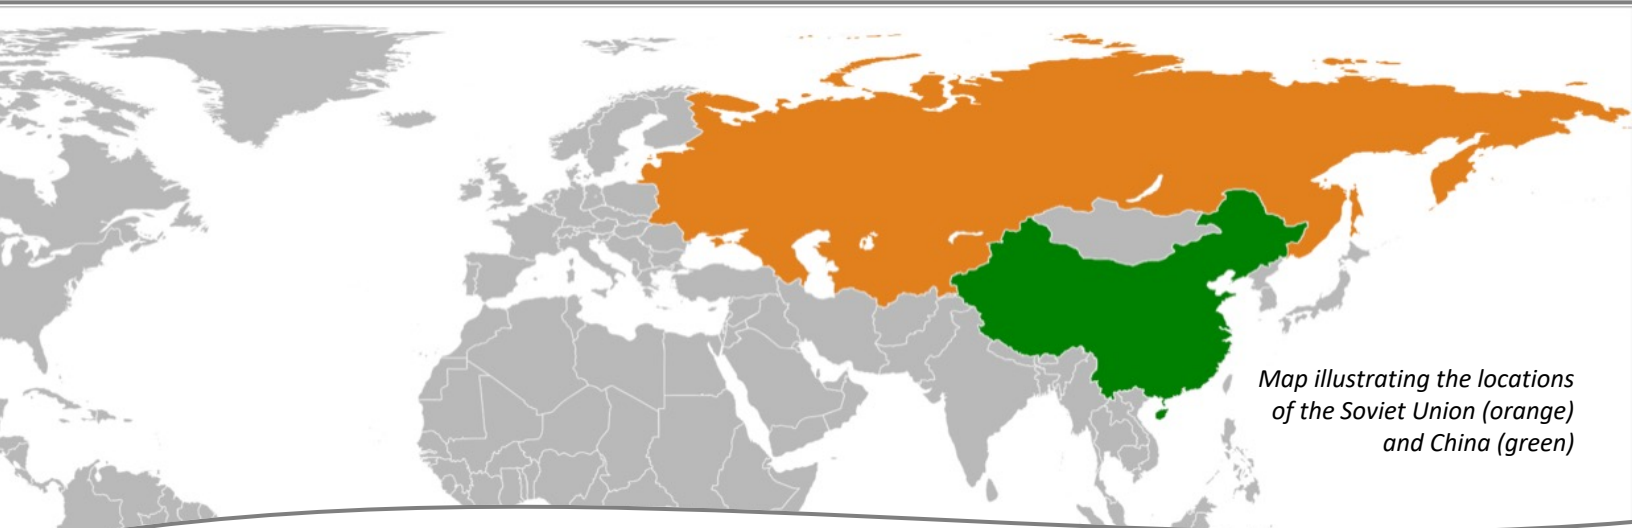 Map illustrating the locations
of the Soviet Union (orange)
and China (green)